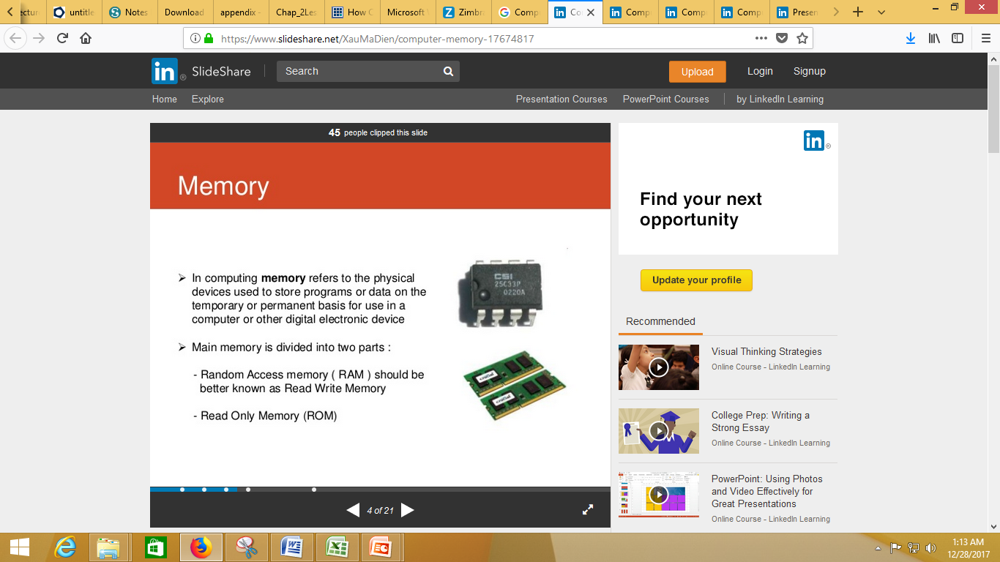 ecture
untitle
Notes
Download
appendix -
Chap_2Les
How C
Microsoft
Zimbra
Comp
Co
Comp
Comp
Comp
Presen
https://www.slideshare.net/XauMaDien/computer-memory-17674817
in® SlideShare
Search
Upload
Login
Signup
Home
Explore
Presentation Courses
PowerPoint Courses
by LinkedIn Learning
45 people clipped this slide
Memory
In computing memory refers to the physical
devices used to store programs or data on the
temporary or permanent basis for use in a
computer or other digital electronic device
Main memory is divided into two parts :
- Random Access memory ( RAM ) should be
better known as Read Write Memory
- Read Only Memory (ROM)
CSI
25C33P
0220A
crucial
crucial
4 of 21
in®
Find your next
opportunity
Update your profile
Recommended
Visual Thinking Strategies
Online Course - LinkedIn Learning
College Prep: Writing a
Strong Essay
Online Course - LinkedIn Learning
PowerPoint: Using Photos
and Video Effectively for
Great Presentations
Online Course - LinkedIn Learning
1:13 AM
12/28/2017